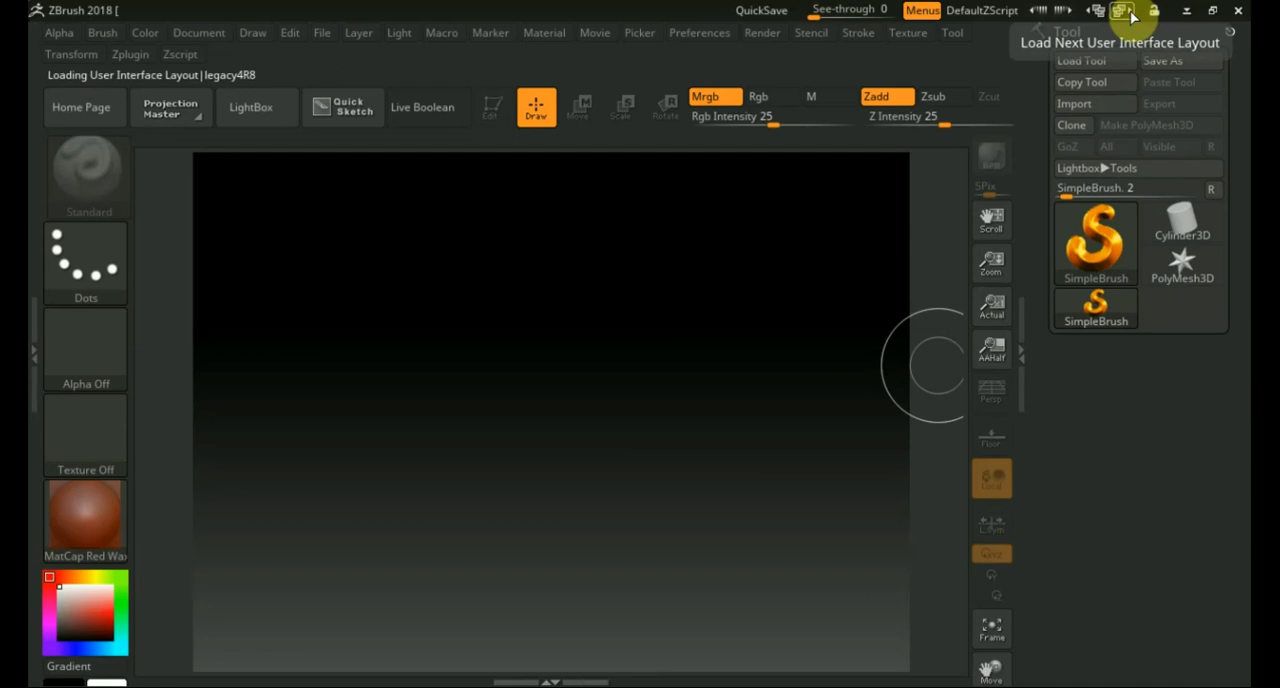 ZBrush 2018 [
QuickSave
See-through 0
Menus
DefaultZScript
Alpha Brush Color Document Draw Edit File Layer Light Macro Marker Material Movie Picker Preferences Render Stencil Stroke Texture Tool
Tool
Load Next User Interface Layout
Transform Zplugin Zscript
Load Tool Save As
Loading User Interface Layout|legacy4R8
Copy Tool Paste Tool
Import Export
Home Page
Projection
Master
LightBox
Quick
Sketch
Live Boolean
Edit
Draw
Move
Scale
Rotate
Mrgb Rgb M
Rgb Intensity 25
Zadd Zsub Zcut
Z Intensity 25
Clone Make PolyMesh3D
GoZ All Visible R
Lightbox▶Tools
SimpleBrush. 2 R
SimpleBrush
Cylinder3D
PolyMesh3D
SimpleBrush
Standard
Dots
Alpha Off
Texture Off
MatCap Red Wax
Gradient
SPix
Scroll
Zoom
Actual
AAHalf
Persp
Floor
Local
L.Sym
Frame
Move